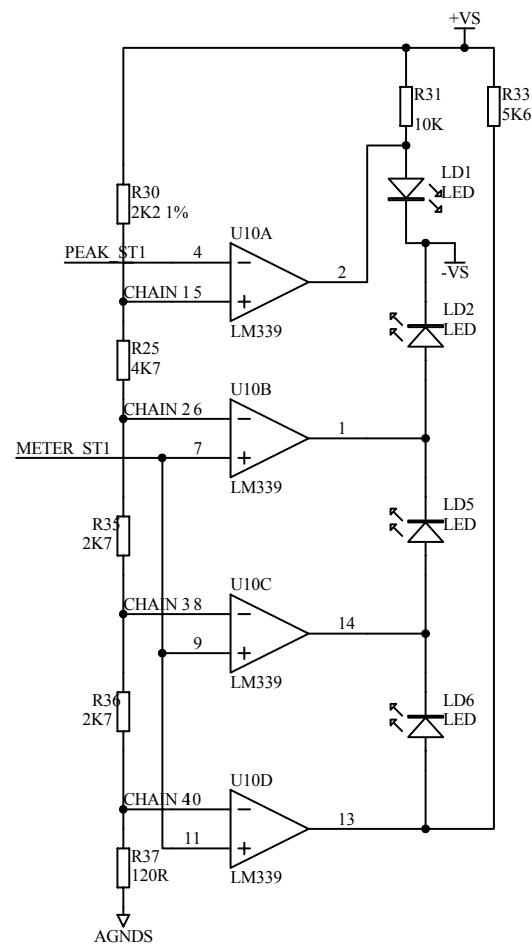 +VS
R31
10K
R33
5K6
LD1
LED
R30
2K2 1%
U10A
PEAK_ST1
4
2
-VS
CHAIN 1 5
LM339
LD2
LED
R25
4K7
U10B
CHAIN 2 6
1
METER_ST1
7
LM339
LD5
LED
R35
2K7
U10C
CHAIN 3 8
14
9
LM339
R36
2K7
LD6
LED
U10D
CHAIN 4 10
13
11
R37
120R
LM339
AGNDS